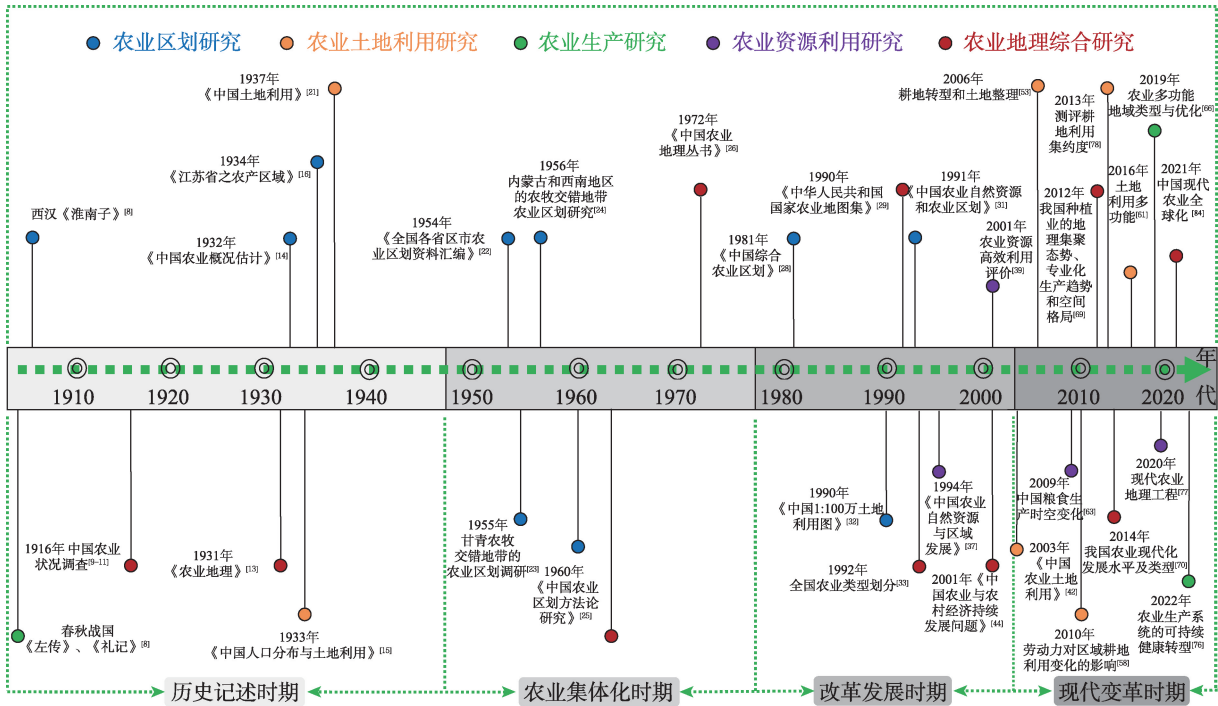 农业区划研究
农业土地利用研究
农业生产研究
农业资源利用研究
农业地理综合研究
西汉《淮南子》[8]
1932年
《中国农业概况估计》[14]
1934年
《江苏省之农产区域》[16]
1937年
《中国土地利用》[21]
1954年
《全国各省区市农
业区划资料汇编》[22]
1956年
内蒙古和西南地区
的农牧交错地带
农业区划研究[24]
1972年
《中国农业
地理丛书》[26]
1981年
《中国综合
农业区划》[28]
1990年
《中华人民共和国
国家农业地图集》[29]
1991年
《中国农业自然资源
和农业区划》[31]
2001年
农业资源
高效利用
评价[39]
2006年
耕地转型和土地整理[53]
2012年
我国种植
业的地
理集聚
态势、
专业化
生产趋势
和空间
格局[69]
2013年
测评耕
地利用
集约度[78]
2016年
土地
利用多
功能[61]
2019年
农业多功能
地域类型与优化[66]
2021年
中国现代
农业全
球化[84]
年
代
1910
1920
1930
1940
1950
1960
1970
1980
1990
2000
2010
2020
春秋战国
《左传》、《礼记》[8]
1916年 中国农业
状况调查[9-11]
1931年
《农业地理》[13]
1933年
《中国人口分布与土地利用》[15]
1955年
甘青农牧
交错地带的
农业区划调研[23]
1960年
《中国农业
区划方法论
研究》[25]
1990年
《中国1:100万土地
利用图》[32]
1992年
全国农业类型划分[33]
1994年
《中国农业
自然资源
与区域
发展》[37]
2001年《中
国农业与农
村经济持续
发展问题》[44]
2003年
《中国
农业土地
利用》[42]
2009年
中国粮食生
产时空变化[63]
2010年
劳动力对区域耕地
利用变化的影响[58]
2014年
我国农业现代化
发展水平及类型[70]
2020年
现代农业
地理工程[77]
2022年
农业生产系
统的可持续
健康转型[76]
历史记述时期
农业集体化时期
改革发展时期
现代变革时期